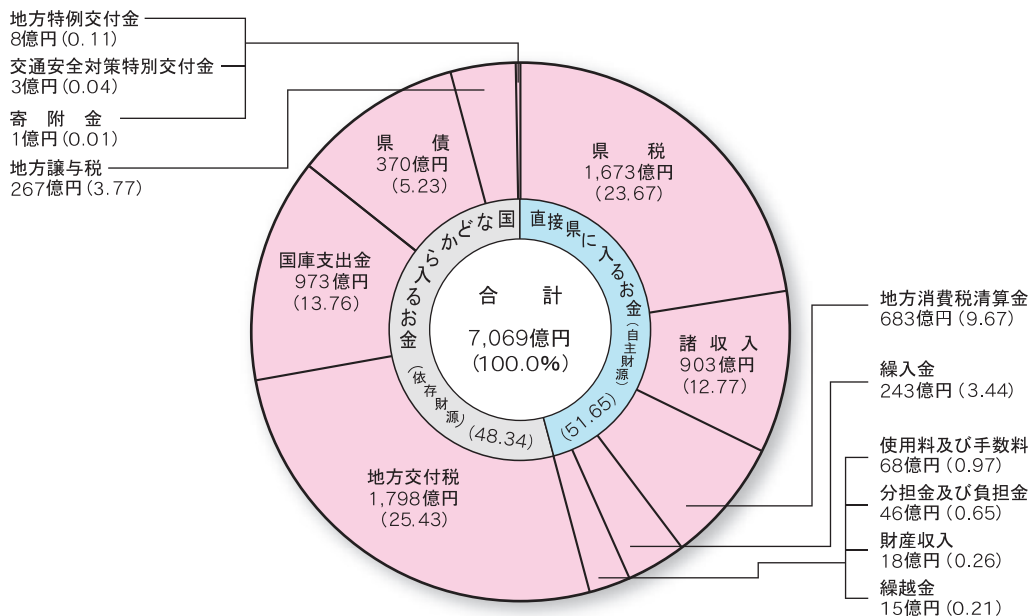 地方特例交付金
8億円(0.11)
交通安全対策特別交付金
3億円(0.04)
寄附金
1億円(0.01)
地方譲与税
267億円(3.77)
県債
370億円
(5.23)
国庫支出金
973億円
(13.76)
地方交付税
1,798億円
(25.43)
国などから入るお金
(依存財源)
(48.34)
合計
7,069億円
(100.0%)
直接県に入るお金
(自主財源)
(51.65)
県税
1,673億円
(23.67)
諸収入
903億円
(12.77)
地方消費税清算金
683億円(9.67)
繰入金
243億円(3.44)
使用料及び手数料
68億円(0.97)
分担金及び負担金
46億円(0.65)
財産収入
18億円(0.26)
繰越金
15億円(0.21)